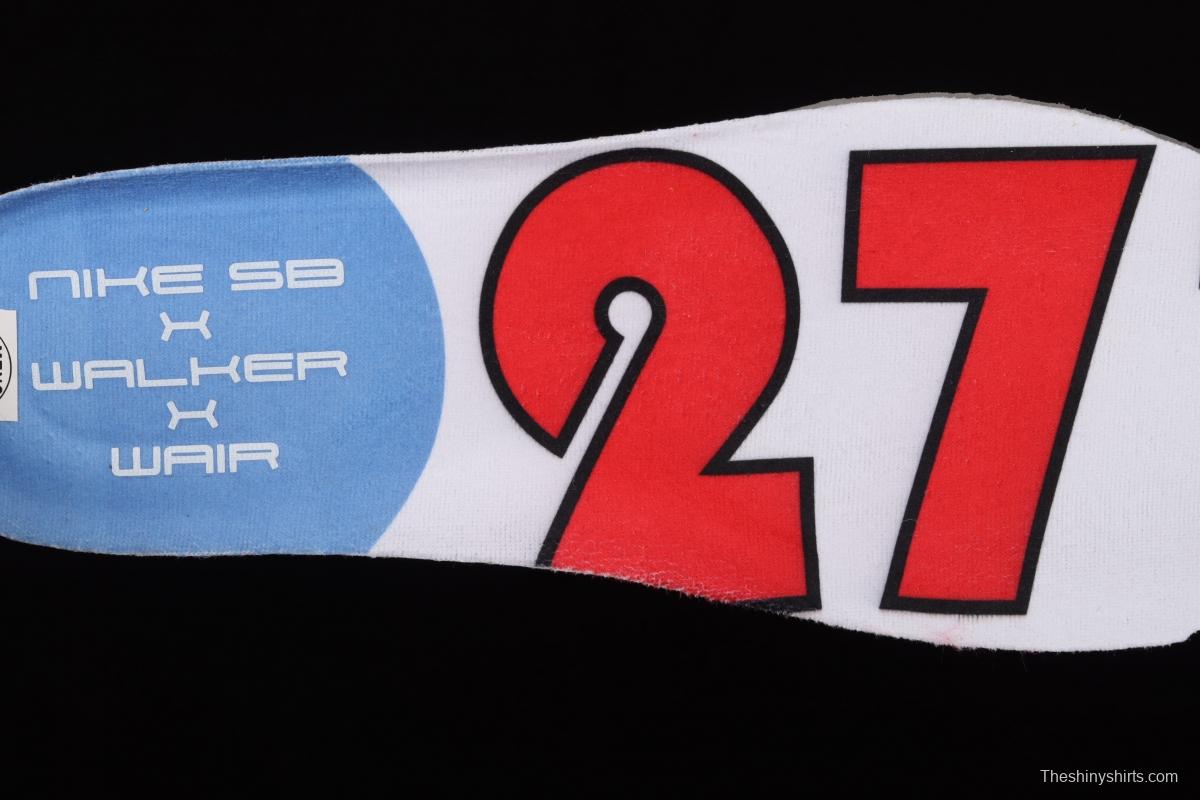 NIKE SB
X
WALKER
X
WAIR
27
Theshinyshirts.com